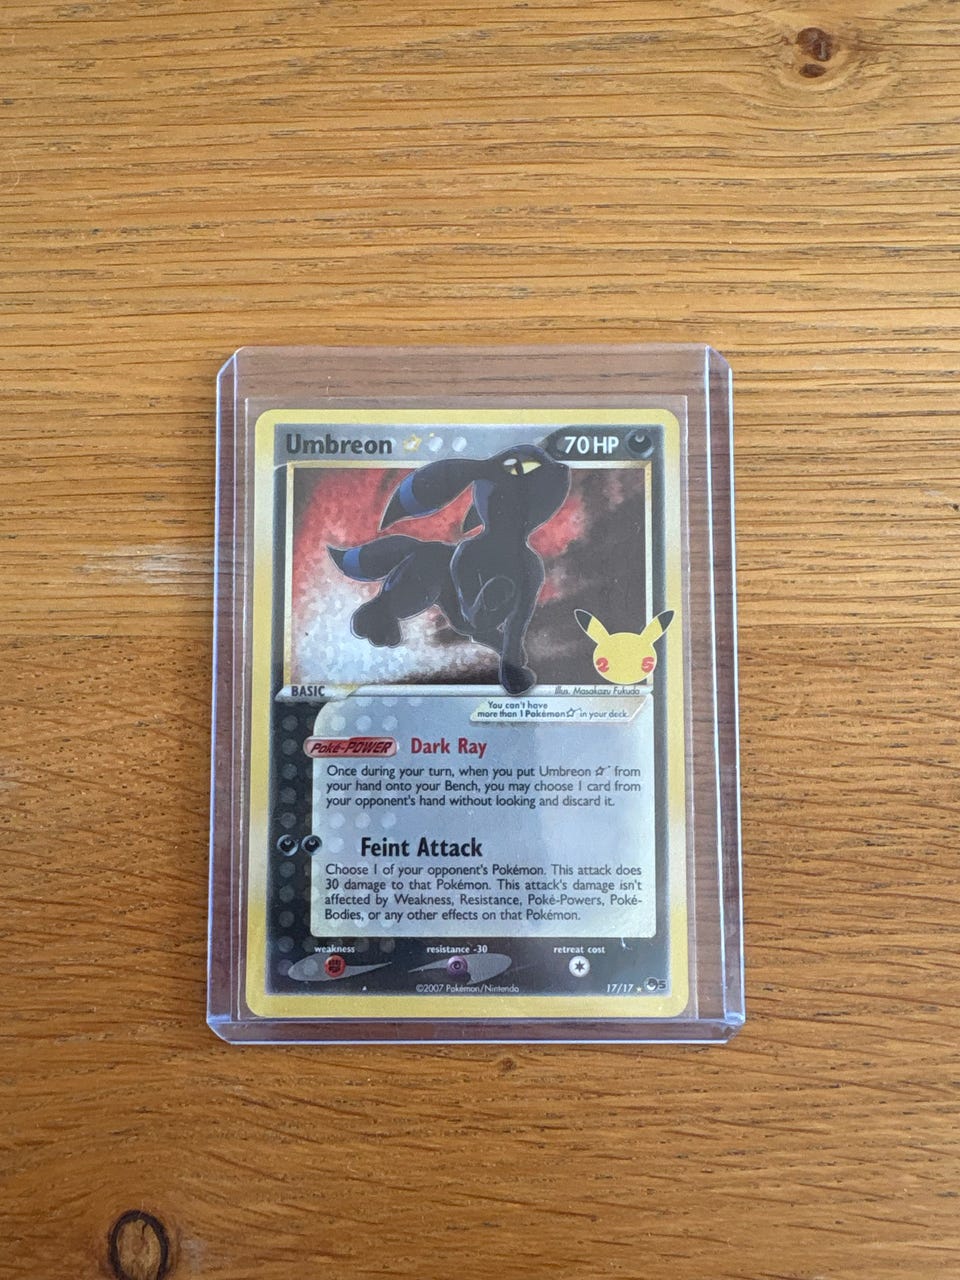 Umbreon ☆ 70 HP
2 5
BASIC Illus. Masakazu Fukuda
You can't have
more than 1 Pokémon☆ in your deck.
Poké-POWER Dark Ray
Once during your turn, when you put Umbreon ☆ from
your hand onto your Bench, you may choose 1 card from
your opponent's hand without looking and discard it.
Feint Attack
Choose 1 of your opponent's Pokémon. This attack does
30 damage to that Pokémon. This attack's damage isn't
affected by Weakness, Resistance, Poké-Powers, Poké-
Bodies, or any other effects on that Pokémon.
weakness resistance -30 retreat cost
©2007 Pokémon/Nintendo 17/17 ★ 5